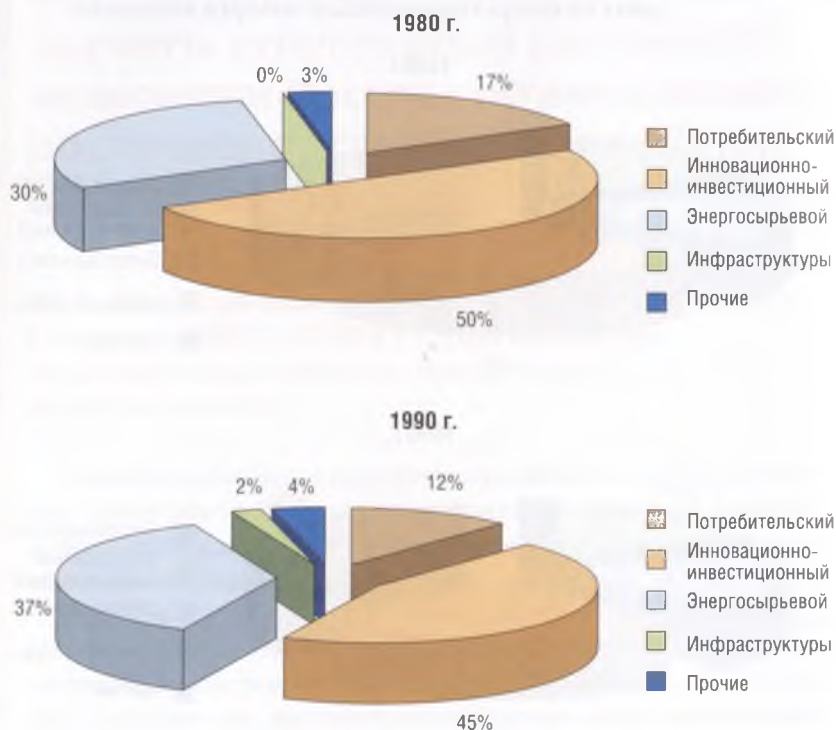 1980 г.
0% 3%
17%
30%
50%
Потребительский
Инновационно-
инвестиционный
Энергосырьевой
Инфраструктуры
Прочие
1990 г.
2% 4%
12%
37%
45%
Потребительский
Инновационно-
инвестиционный
Энергосырьевой
Инфраструктуры
Прочие